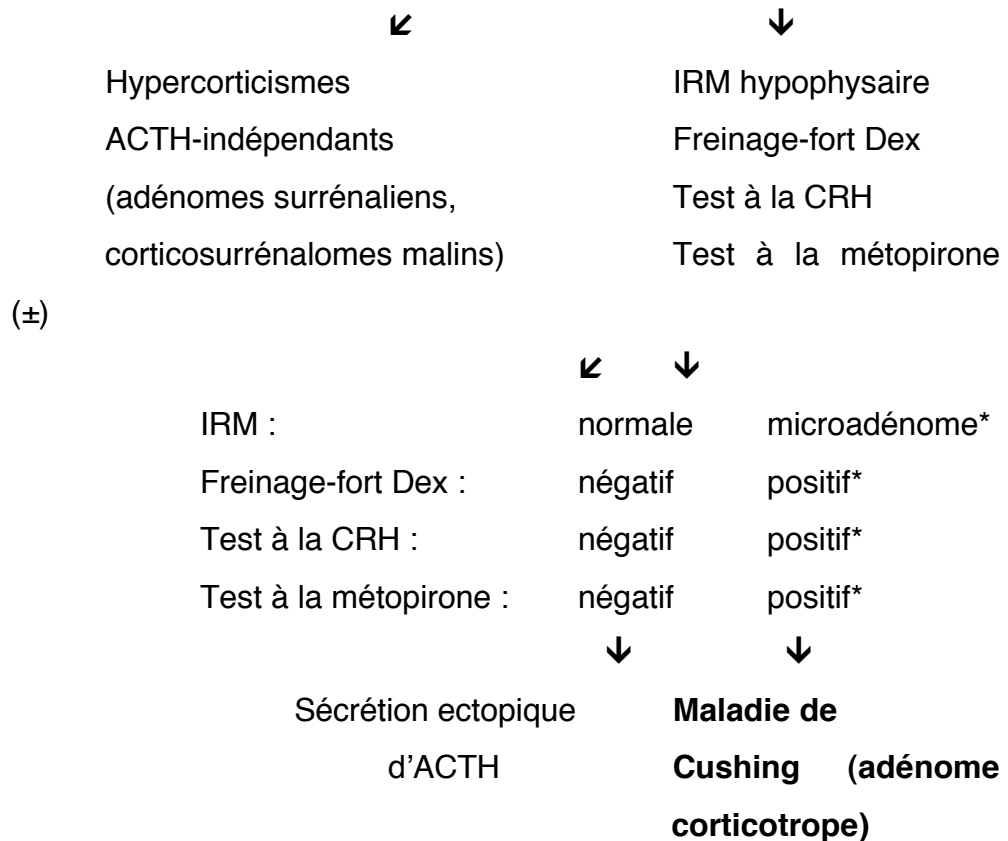 🡿 🡻
Hypercorticismes IRM hypophysaire
ACTH-indépendants Freinage-fort Dex
(adénomes surrénaliens, Test à la CRH
corticosurrénalomes malins) Test à la métopirone
(±)
🡿 🡻
IRM : normale microadénome*
Freinage-fort Dex : négatif positif*
Test à la CRH : négatif positif*
Test à la métopirone : négatif positif*
🡻 🡻
Sécrétion ectopique Maladie de
d’ACTH Cushing (adénome
corticotrope)